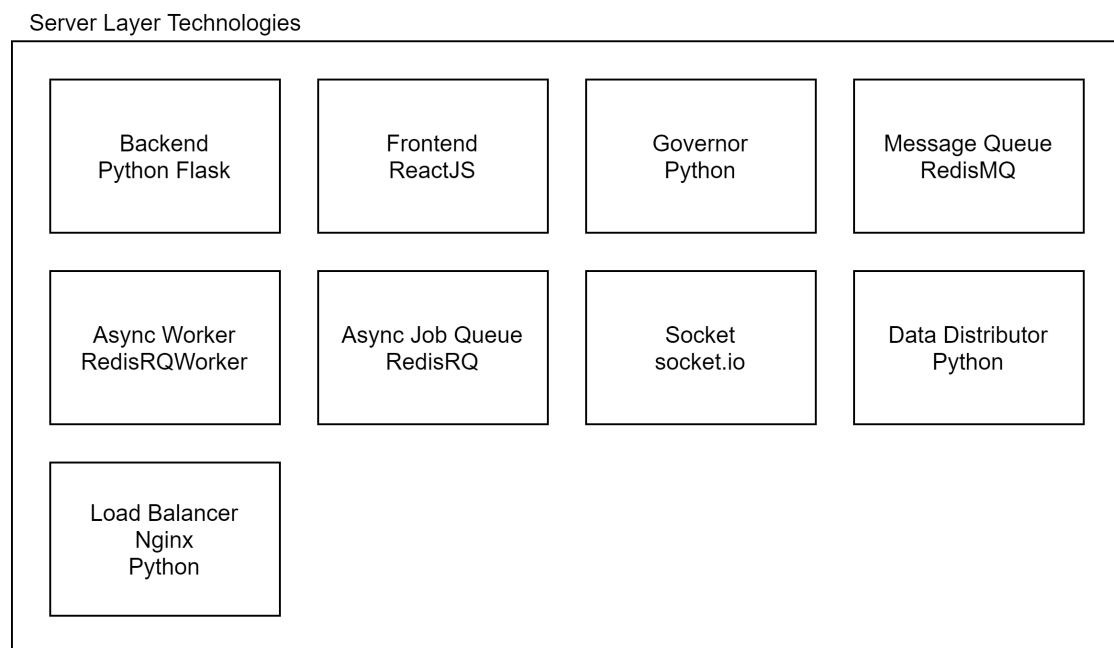 Server Layer Technologies
Backend
Python Flask
Frontend
ReactJS
Governor
Python
Message Queue
RedisMQ
Async Worker
RedisRQWorker
Async Job Queue
RedisRQ
Socket
socket.io
Data Distributor
Python
Load Balancer
Nginx
Python